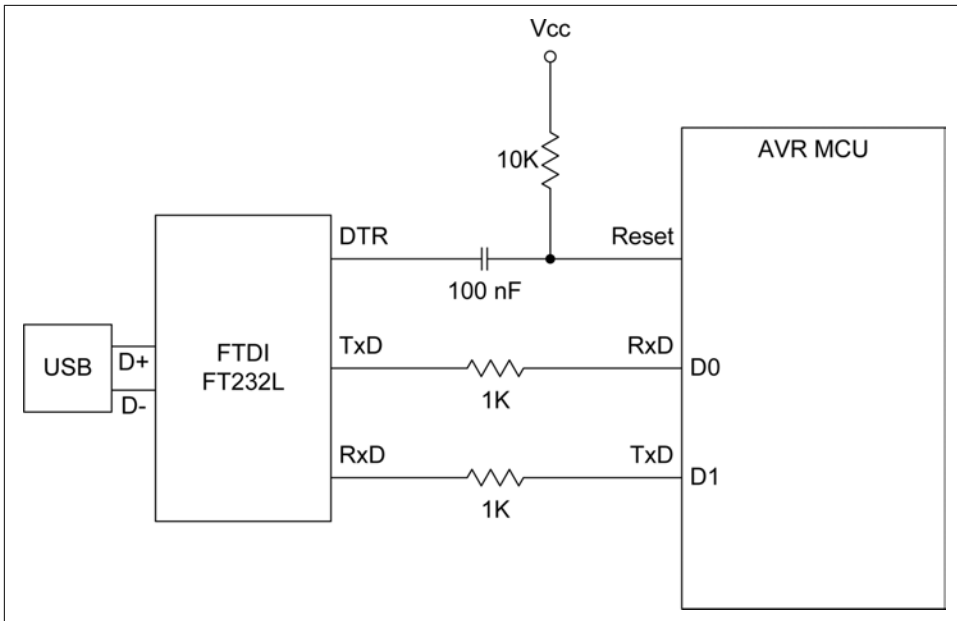 Vcc
10K
AVR MCU
DTR
Reset
100 nF
USB
D+
D-
FTDI
FT232L
TxD
RxD
D0
1K
RxD
TxD
D1
1K